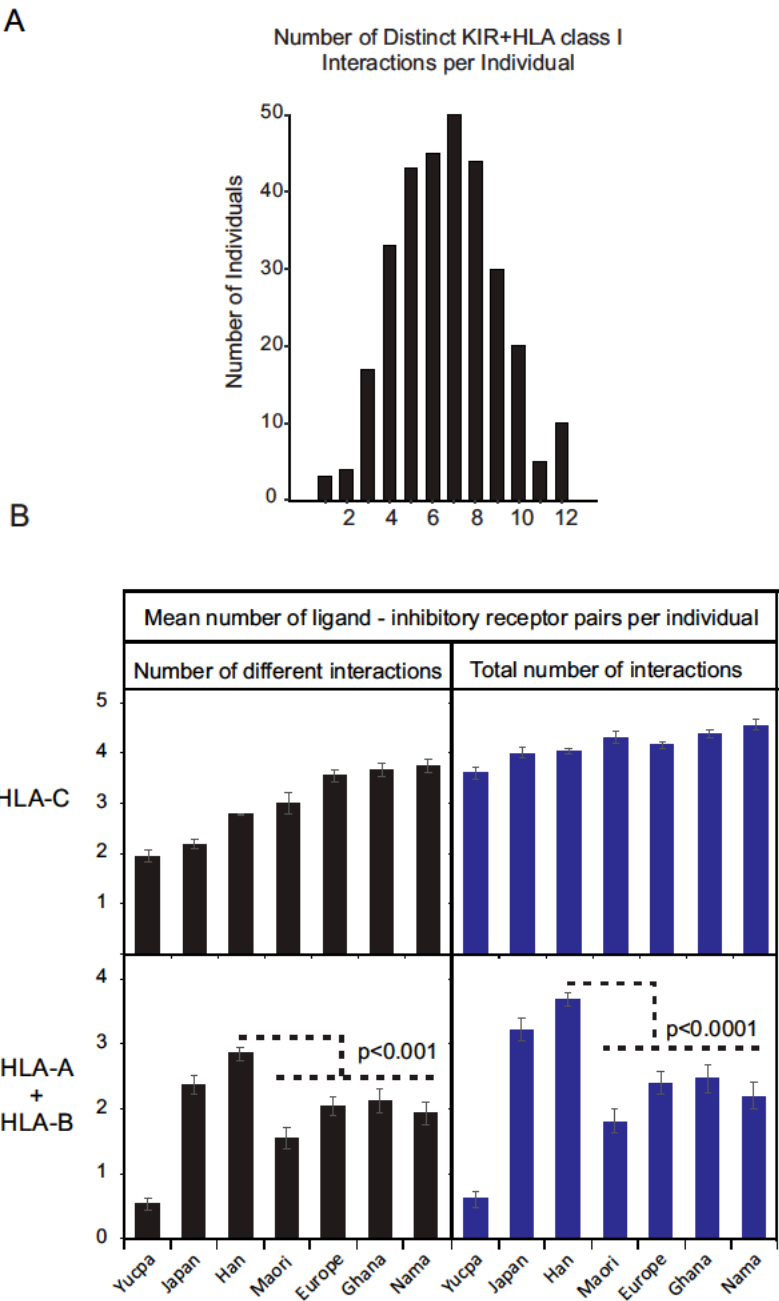 A
Number of Distinct KIR+HLA class I
Interactions per Individual
Number of Individuals
50
40
30
20
10
0
2 4 6 8 10 12
B
Mean number of ligand - inhibitory receptor pairs per individual
Number of different interactions
Total number of interactions
HLA-C
5
4
3
2
1
HLA-A
+
HLA-B
4
3
2
1
0
p<0.001
p<0.0001
Yucpa Japan Han Maori Europe Ghana Nama
Yucpa Japan Han Maori Europe Ghana Nama